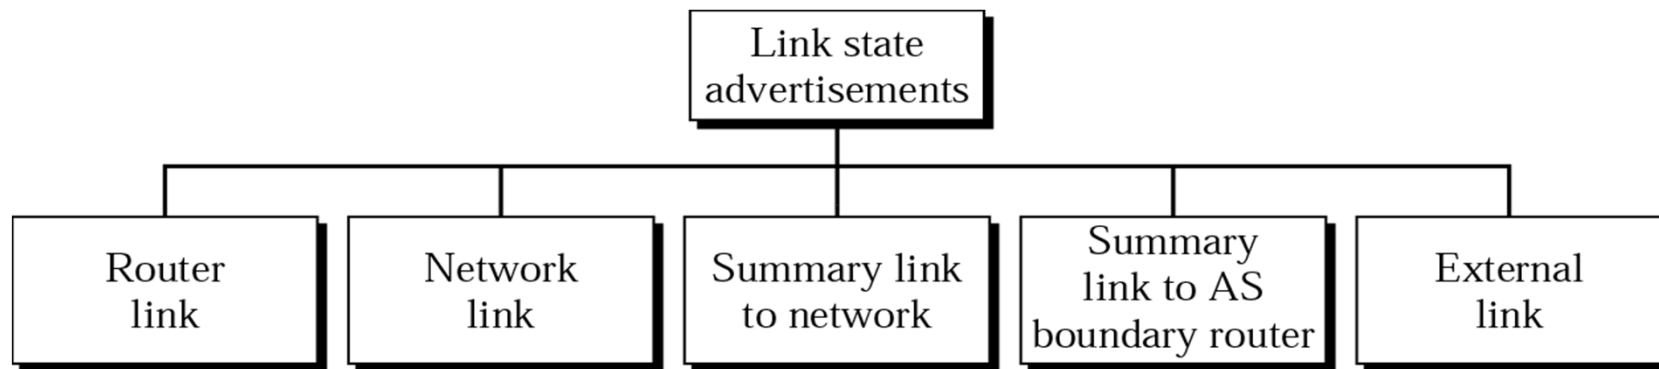 Link state
advertisements
Router
link
Network
link
Summary link
to network
Summary
link to AS
boundary router
External
link